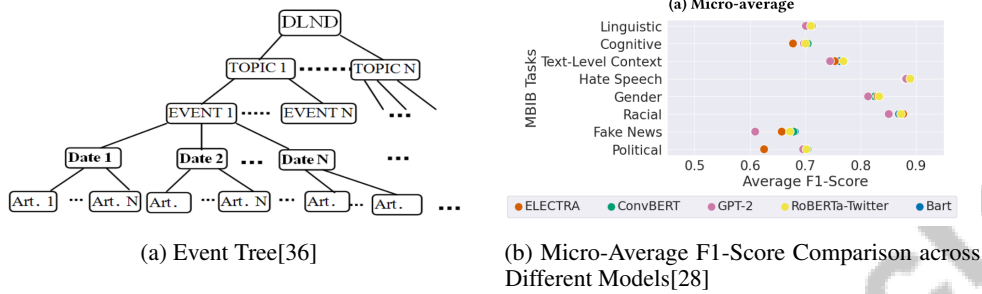 DLND
TOPIC 1 TOPIC N
EVENT 1 EVENT N
Date 1 Date 2 Date N
Art. 1 Art. N Art. Art. N Art. Art.
(a) Event Tree[36]
(a) Micro-average
MBIB Tasks
Linguistic
Cognitive
Text-Level Context
Hate Speech
Gender
Racial
Fake News
Political
0.5 0.6 0.7 0.8 0.9
Average F1-Score
ELECTRA ConvBERT GPT-2 RoBERTa-Twitter Bart
(b) Micro-Average F1-Score Comparison across
Different Models[28]